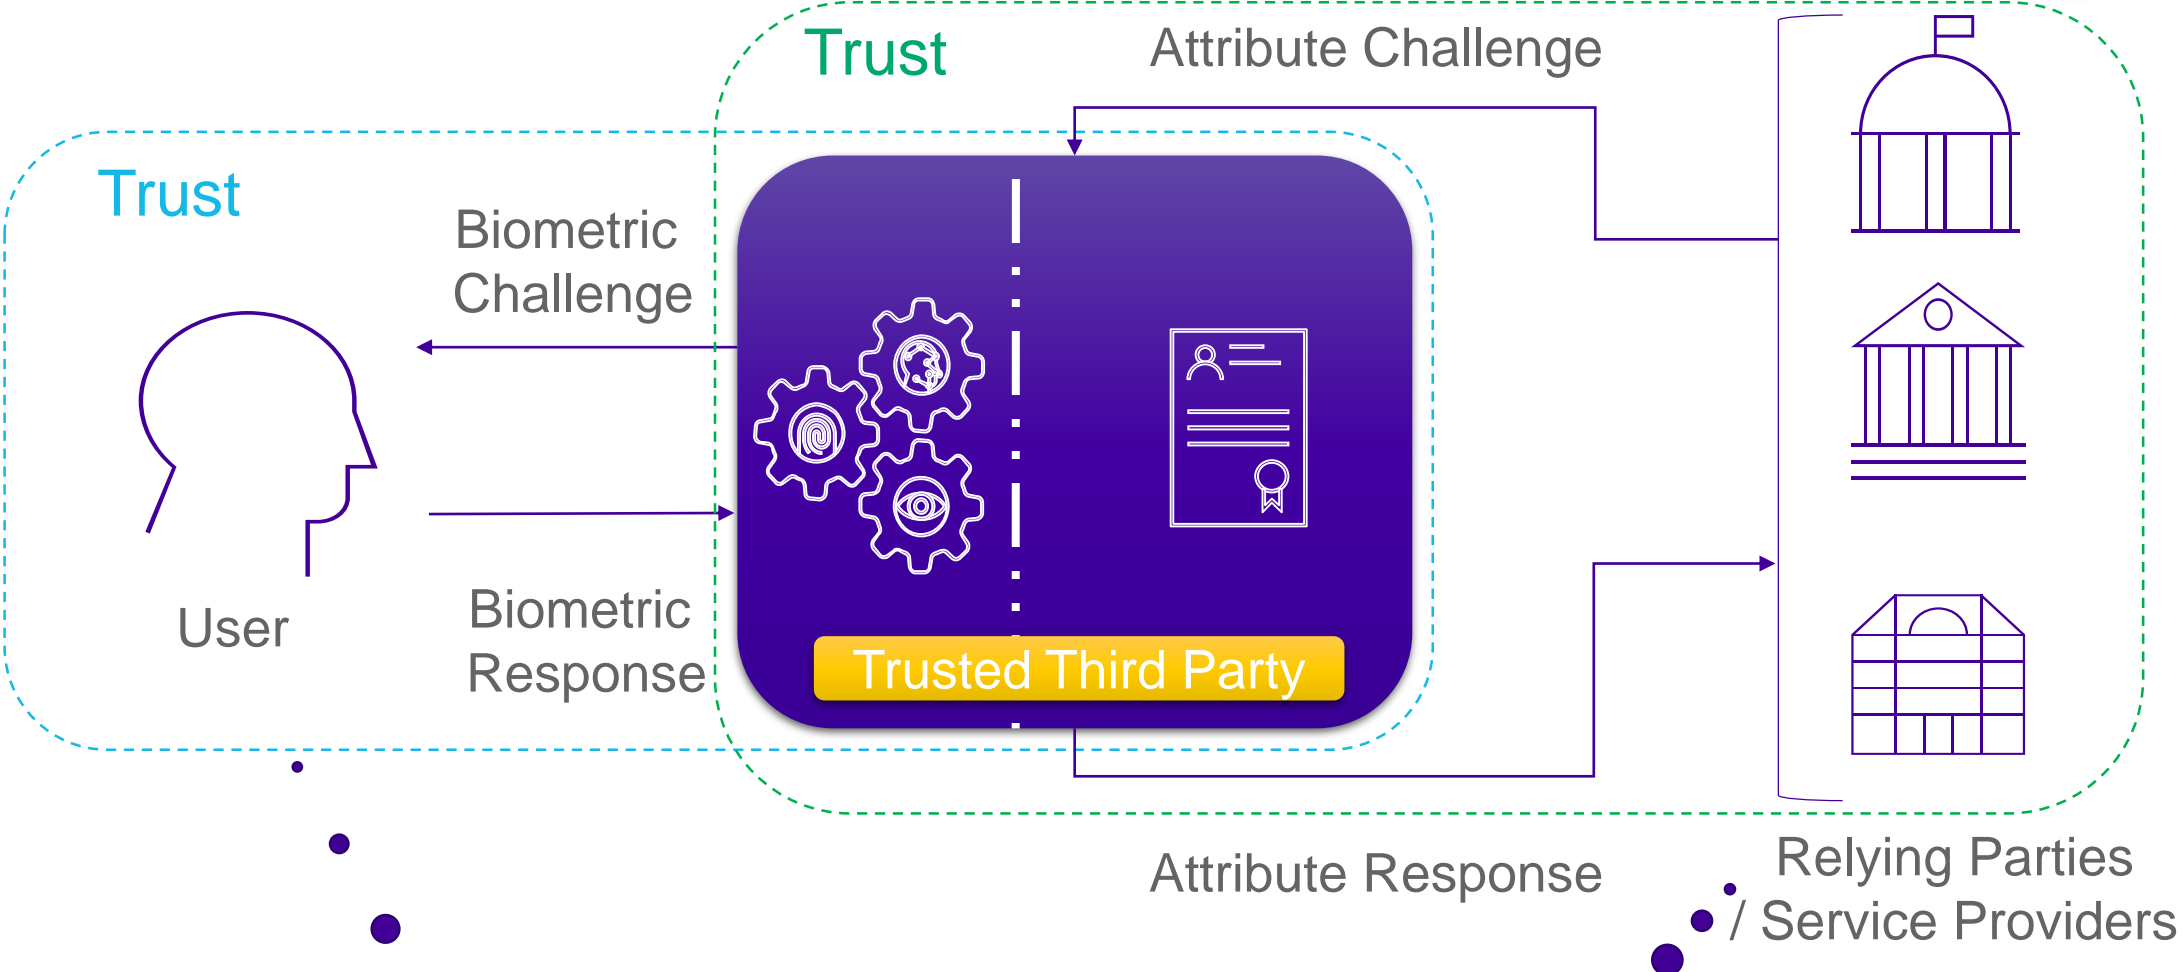 Trust
Attribute Challenge
Trust
Biometric
Challenge
User
Biometric
Response
Trusted Third Party
Attribute Response
Relying Parties
/ Service Providers